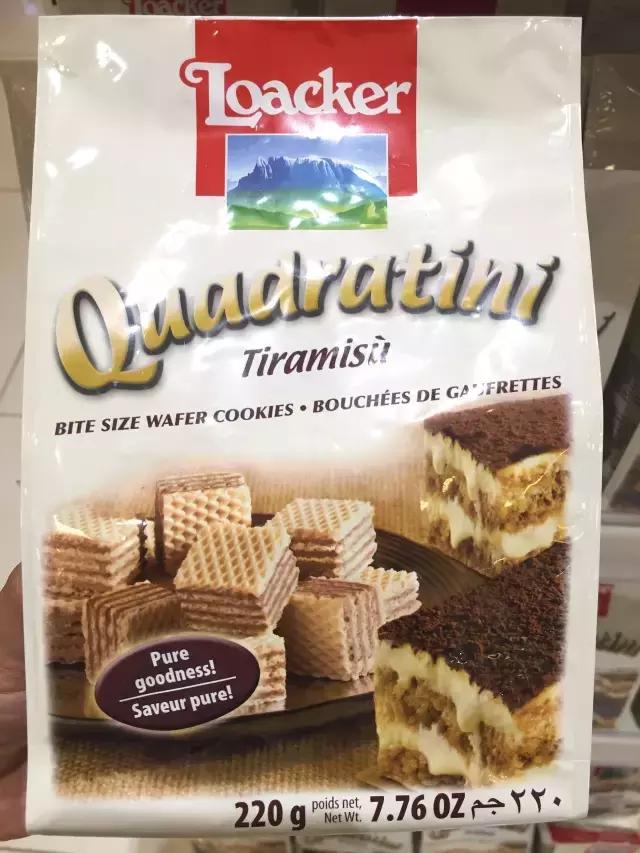 Loacker
Loacker
Quadratini
Tiramisù
BITE SIZE WAFER COOKIES • BOUCHÉES DE GAUFRETTES
Pure
goodness!
Saveur pure!
220 g poids net, Net Wt. 7.76 OZ ٢٢٠ جم